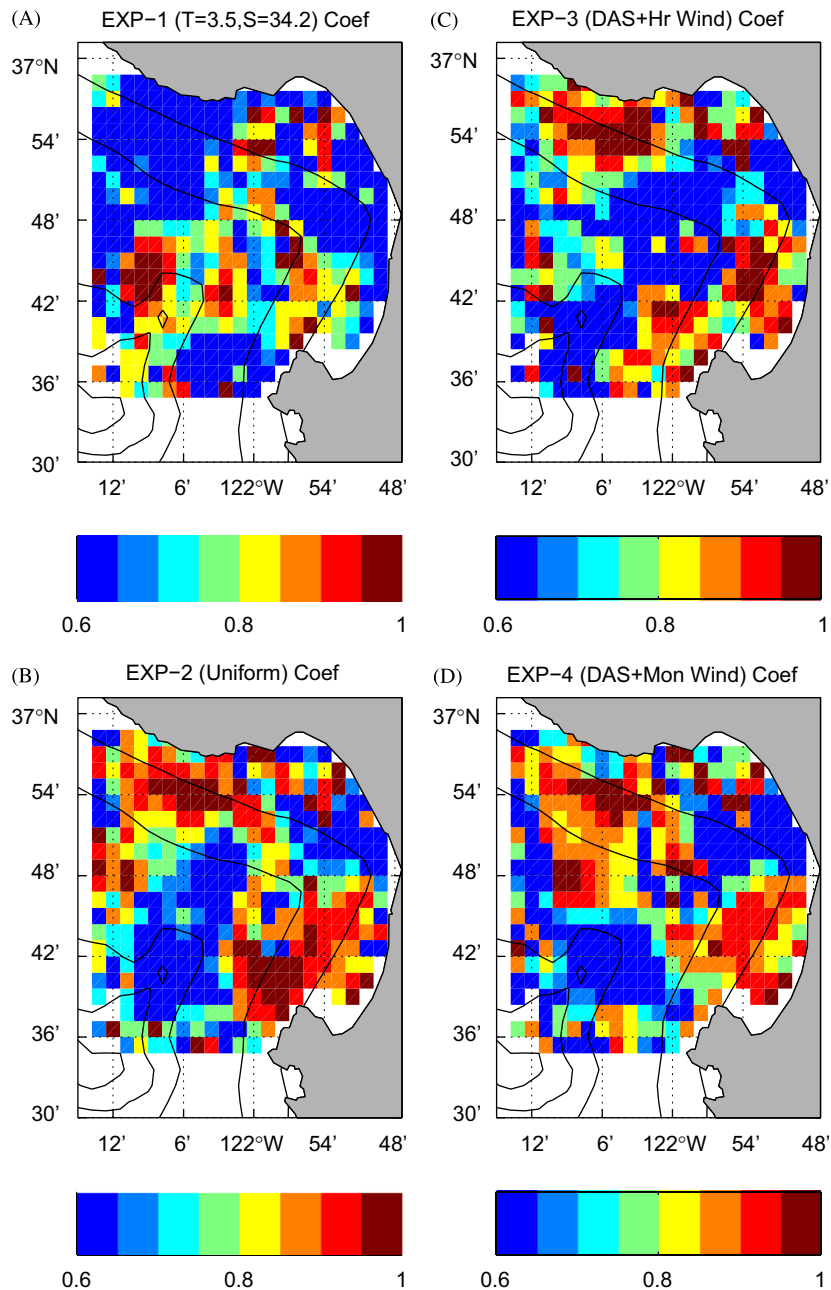 (A)
EXP−1 (T=3.5,S=34.2) Coef
37°N
54'
48'
42'
36'
30'
12' 6' 122°W 54' 48'
0.6 0.8 1
(C)
EXP−3 (DAS+Hr Wind) Coef
37°N
54'
48'
42'
36'
30'
12' 6' 122°W 54' 48'
0.6 0.8 1
(B)
EXP−2 (Uniform) Coef
37°N
54'
48'
42'
36'
30'
12' 6' 122°W 54' 48'
0.6 0.8 1
(D)
EXP−4 (DAS+Mon Wind) Coef
37°N
54'
48'
42'
36'
30'
12' 6' 122°W 54' 48'
0.6 0.8 1